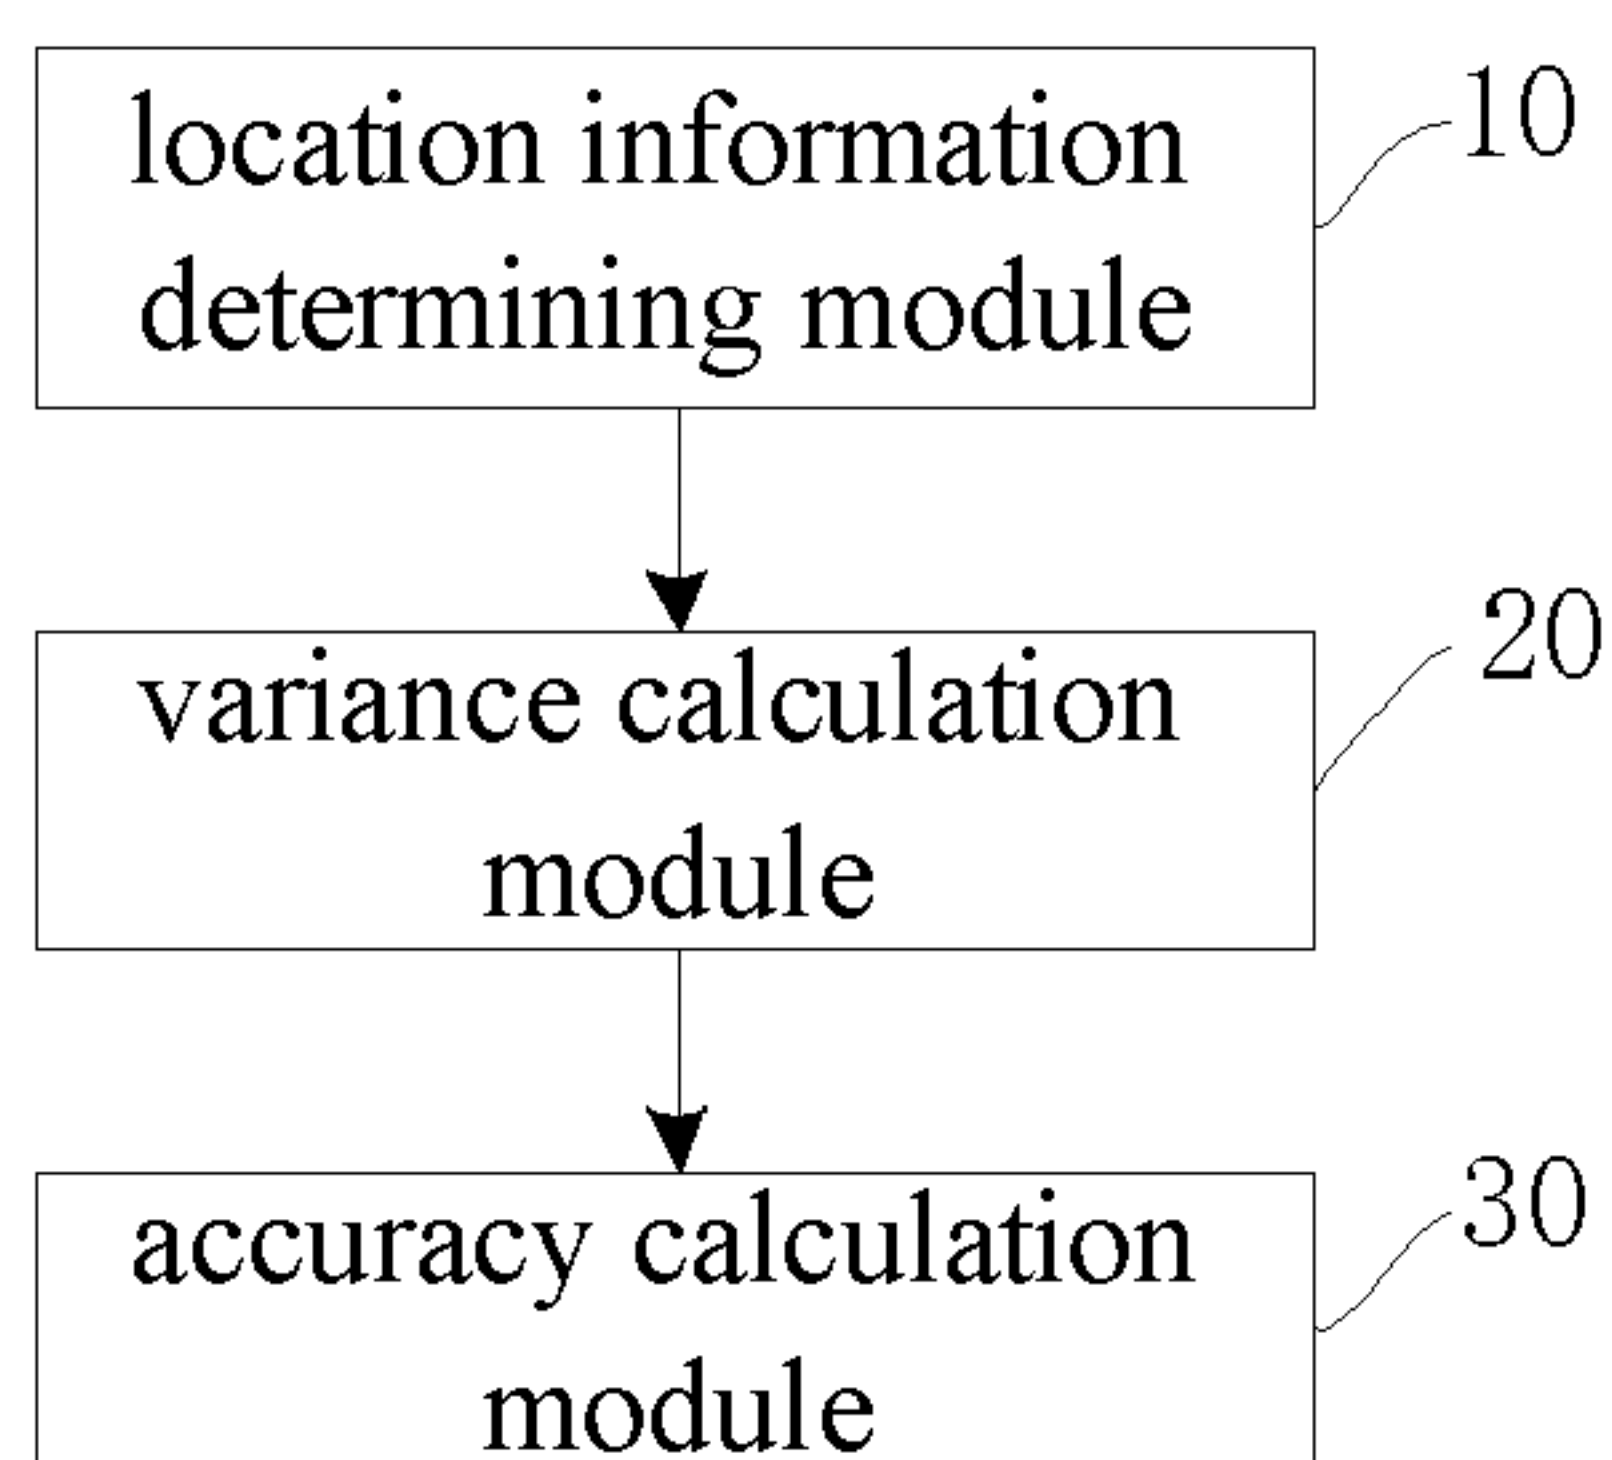 location information
determining module
10
variance calculation
module
20
accuracy calculation
module
30